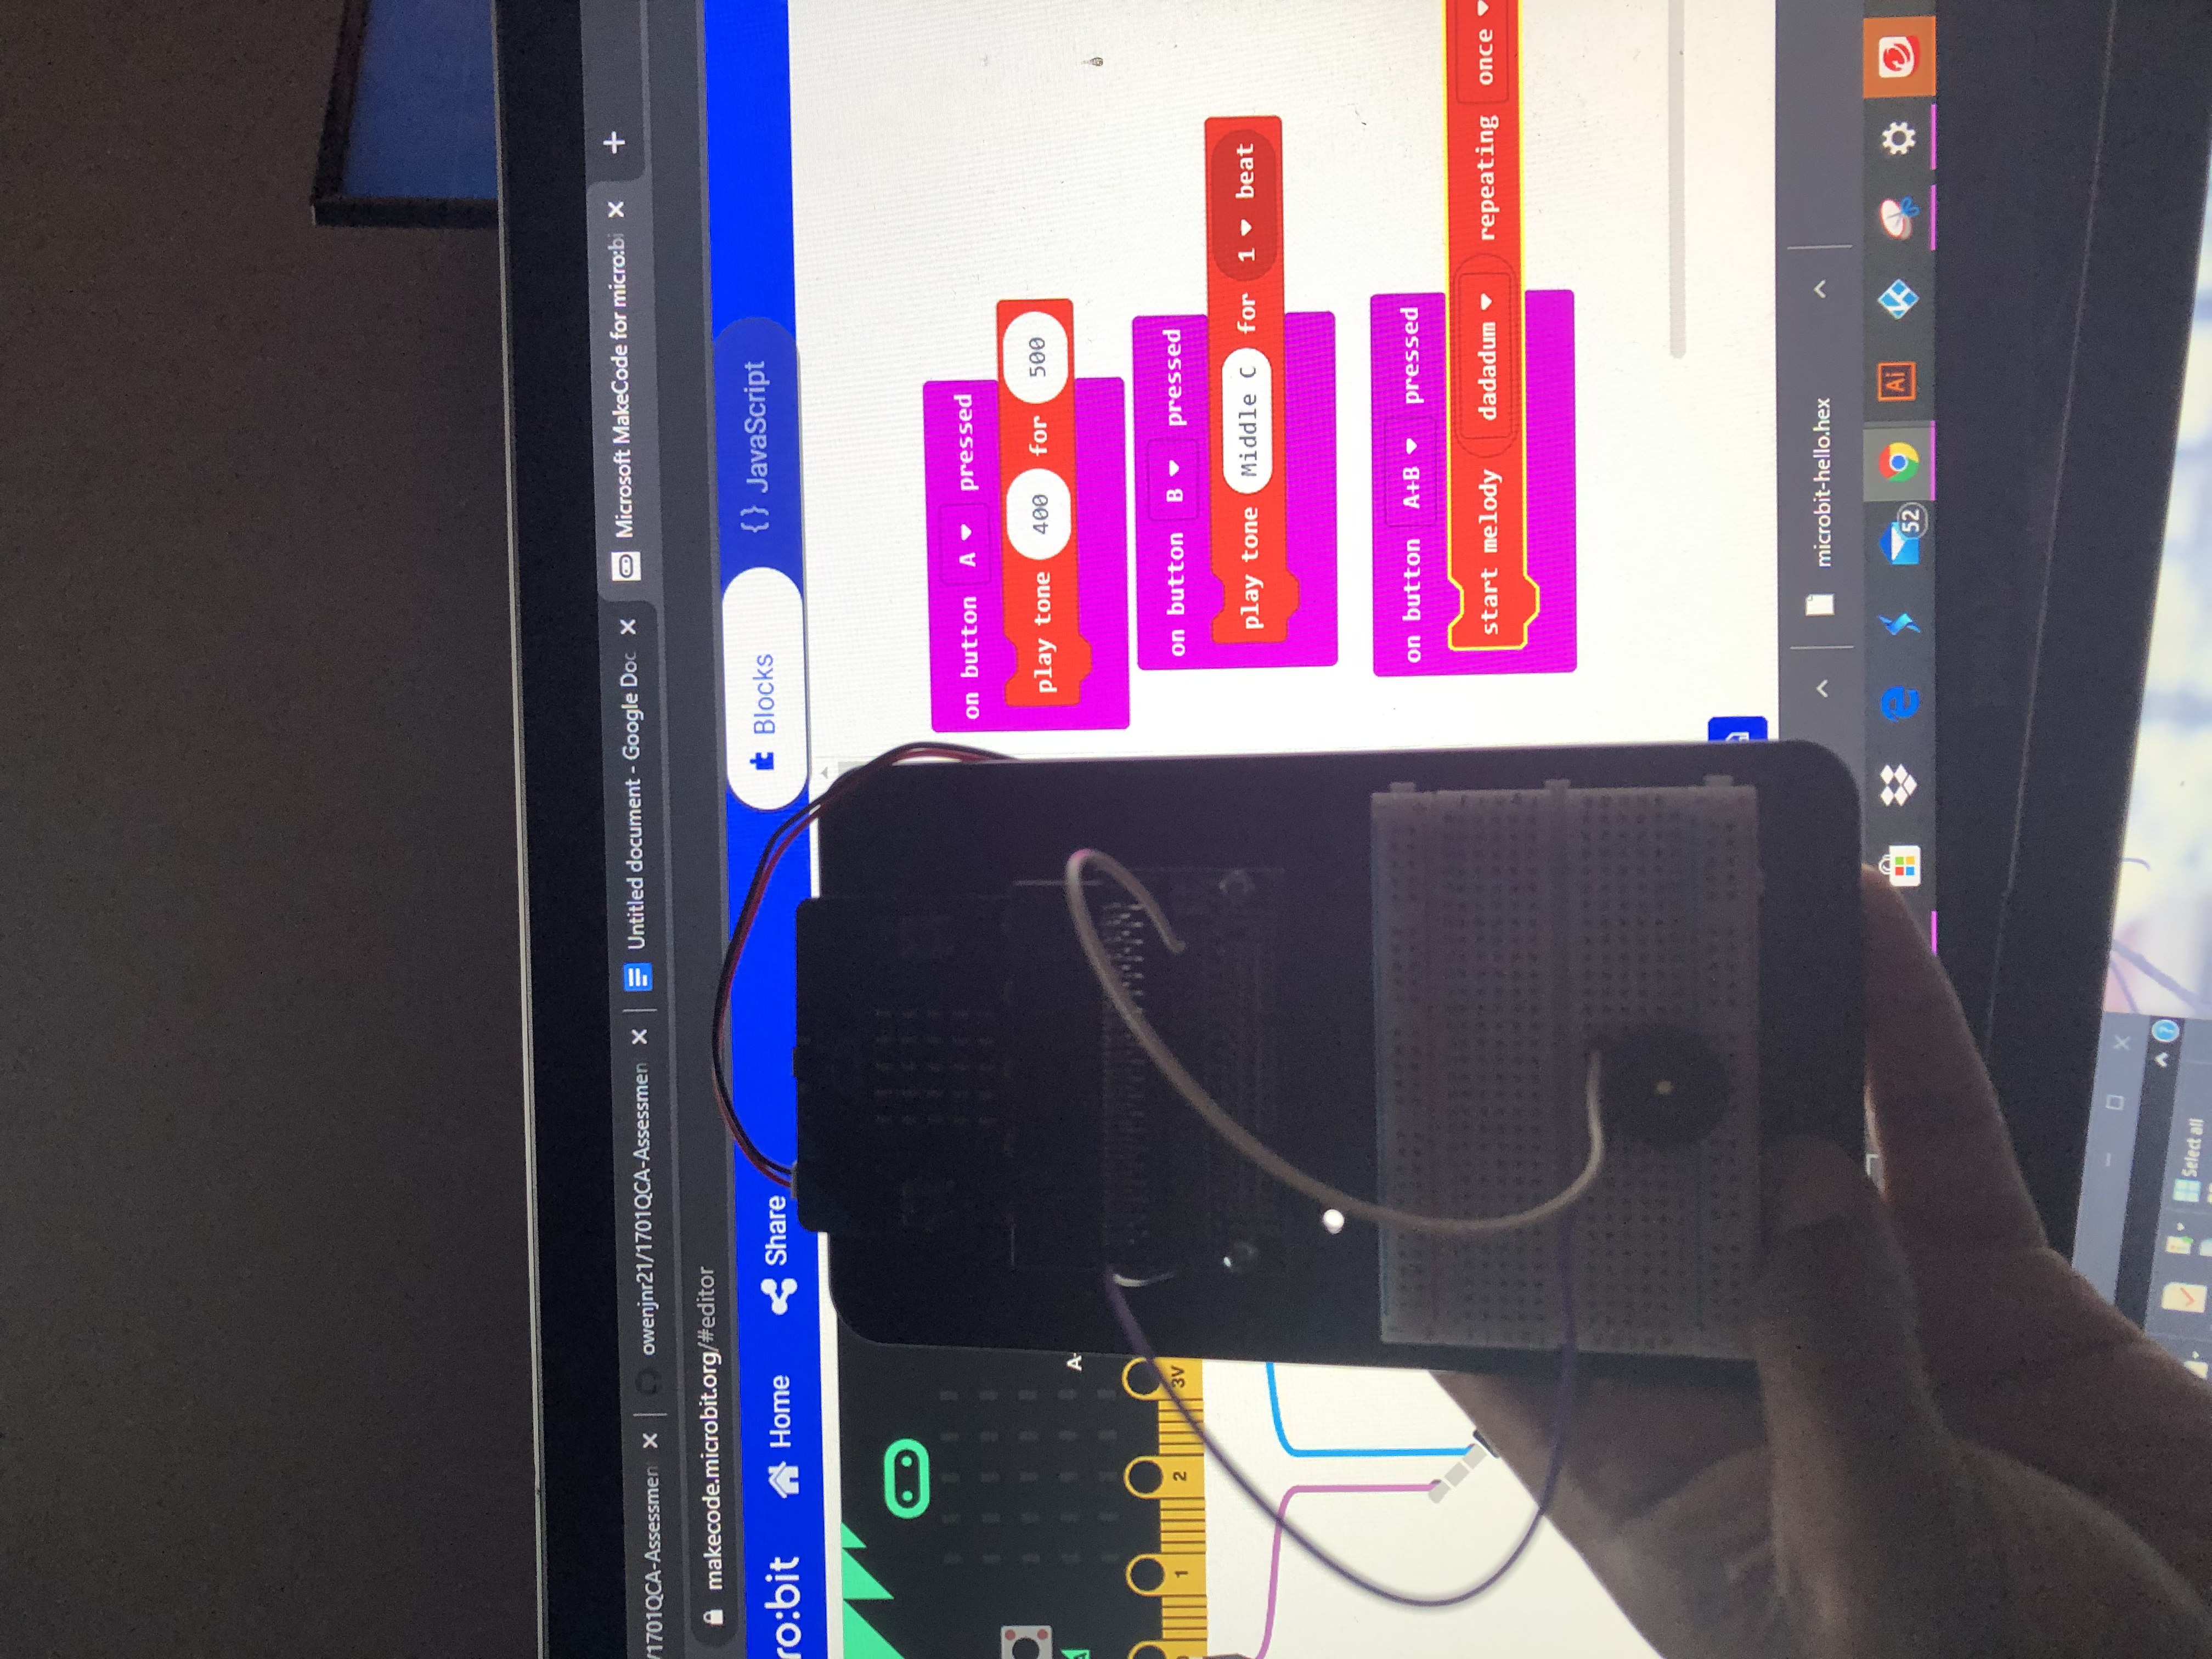 /1701QCA-Assessmen
owenjnr21/1701QCA-Assessmen
Untitled document - Google Doc
Microsoft MakeCode for micro:bi
makecode.microbit.org/#editor
ro:bit
Home
Share
Blocks
{} JavaScript
A
1
2
3V
on button A pressed
play tone 400 for 500
on button B pressed
play tone Middle C for 1 beat
on button A+B pressed
start melody dadadum repeating once
microbit-hello.hex
52
Ai
Select all